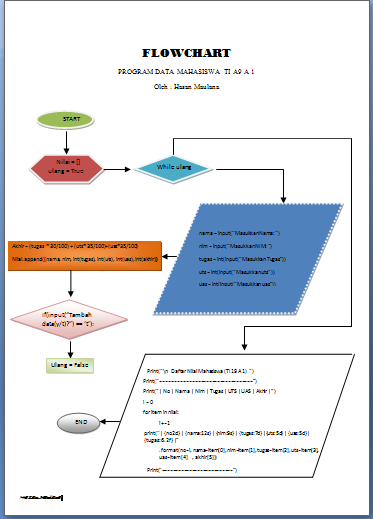 FLOWCHART
PROGRAM DATA MAHASISWA TI A9 A 1
Oleh : Hasan Maulana
START
Nilai = []
ulang = True
While ulang
nama = input("Masukkan Nama: ")
nim = input("Masukkan NIM: ")
tugas = int(input("Masukkan Tugas"))
uts = int(input("Masukkan uts"))
uas = int(input("Masukkan uas"))
Akhir = (tugas * 30/100) + (uts* 35/100)+(uas*35/100)
Nilai.append([nama, nim, int(tugas), int(uts), int(uas), int(akhir)])
if(input("Tambah
data(y/t)?") == "t"):
Ulang = False
Print("\n Daftar Nilai Mahasiswa (TI 19 A 1) ")
Print("
Print(" | No | Nama | Nim | Tugas | UTS | UAS | Akhir | ")
i = 0
for item in nilai:
i+=1
print(" | {no:2d} | {nama:12s} | {nim:9s} | {tugas:7d} | {uts:5d} | {uas:5d} |
{tugas:6.2f} |"
.format(no=i, nama=item[0], nim=item[1], tugas=item[2], uts=item[3],
uas=item[4] , akhir[5])
Print("
END